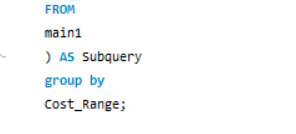 FROM
main1
) AS Subquery
group by
Cost_Range;